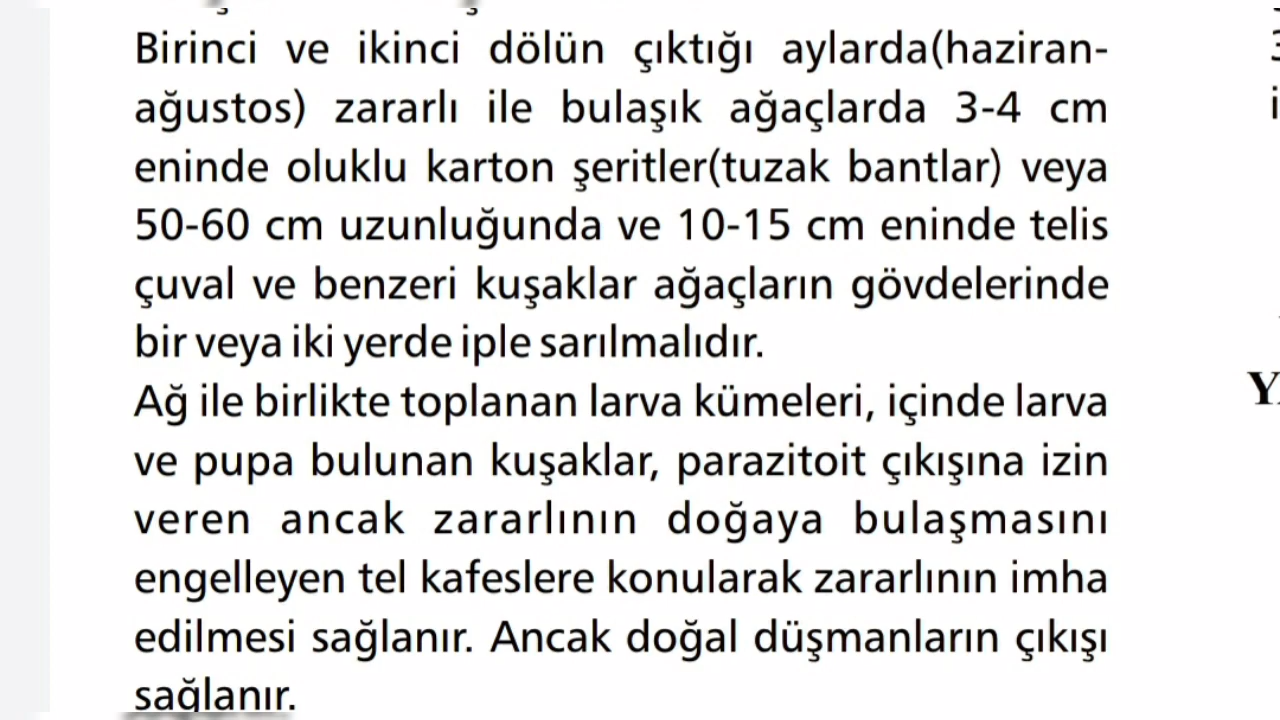 Birinci ve ikinci dölün çıktığı aylarda(haziran-
ağustos) zararlı ile bulaşık ağaçlarda 3-4 cm
eninde oluklu karton şeritler(tuzak bantlar) veya
50-60 cm uzunluğunda ve 10-15 cm eninde telis
çuval ve benzeri kuşaklar ağaçların gövdelerinde
bir veya iki yerde iple sarılmalıdır.
Ağ ile birlikte toplanan larva kümeleri, içinde larva
ve pupa bulunan kuşaklar, parazitoit çıkışına izin
veren ancak zararlının doğaya bulaşmasını
engelleyen tel kafeslere konularak zararlının imha
edilmesi sağlanır. Ancak doğal düşmanların çıkışı
sağlanır.